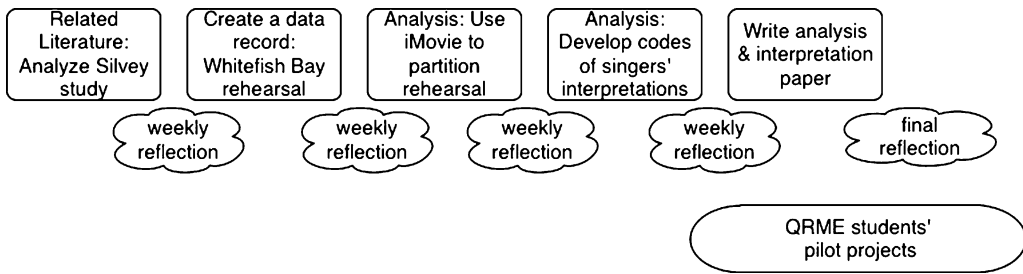 Related
Literature:
Analyze Silvey
study
Create a data
record:
Whitefish Bay
rehearsal
Analysis: Use
iMovie to
partition
rehearsal
Analysis:
Develop codes
of singers'
interpretations
Write analysis
& interpretation
paper
weekly
reflection
weekly
reflection
weekly
reflection
weekly
reflection
final
reflection
QRME students'
pilot projects